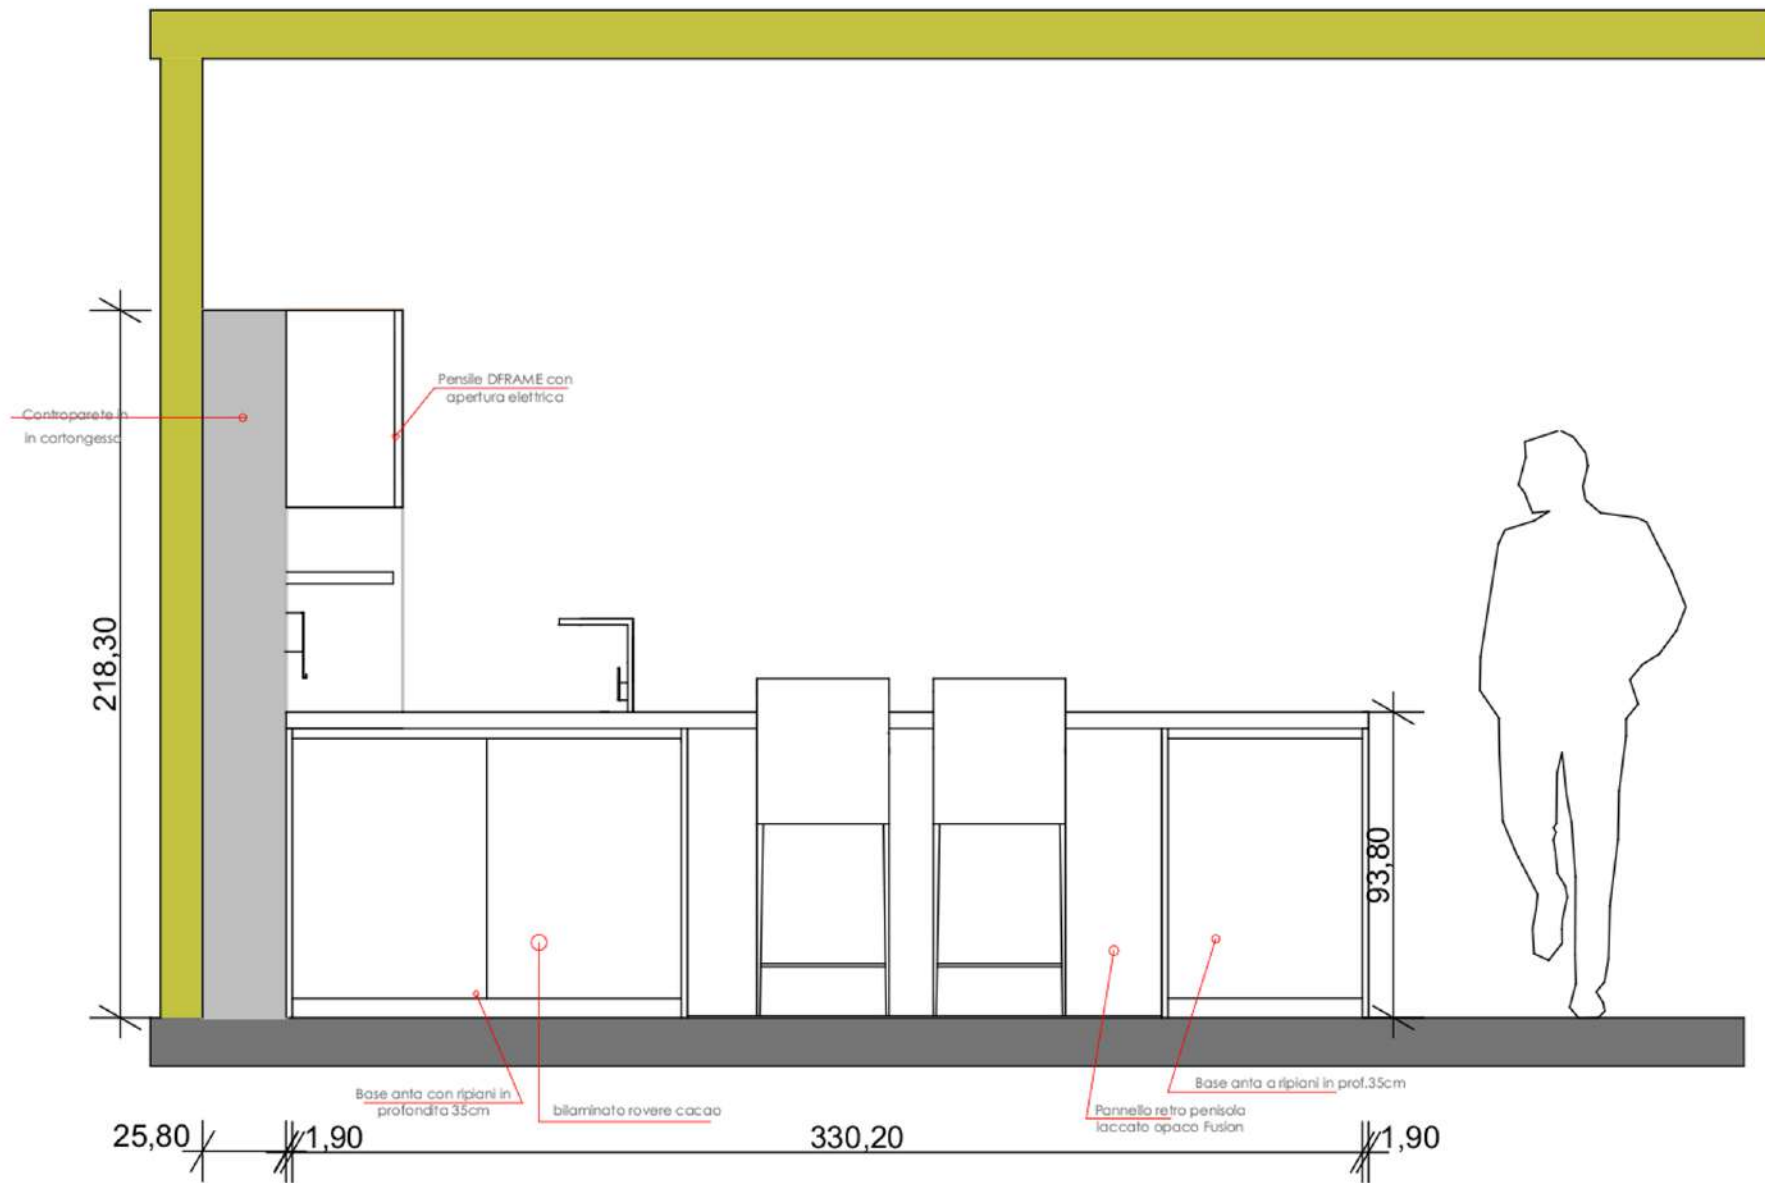 Pensile DFRAME con
apertura elettrica
Controparete in
in cartongesso
218,30
93,80
Base anta con ripiani in
profondita 35cm
bilaminato rovere cacao
Base anta a ripiani in prof.35cm
Pannello retro penisola
laccato opaco Fusion
25,80
1,90
330,20
1,90